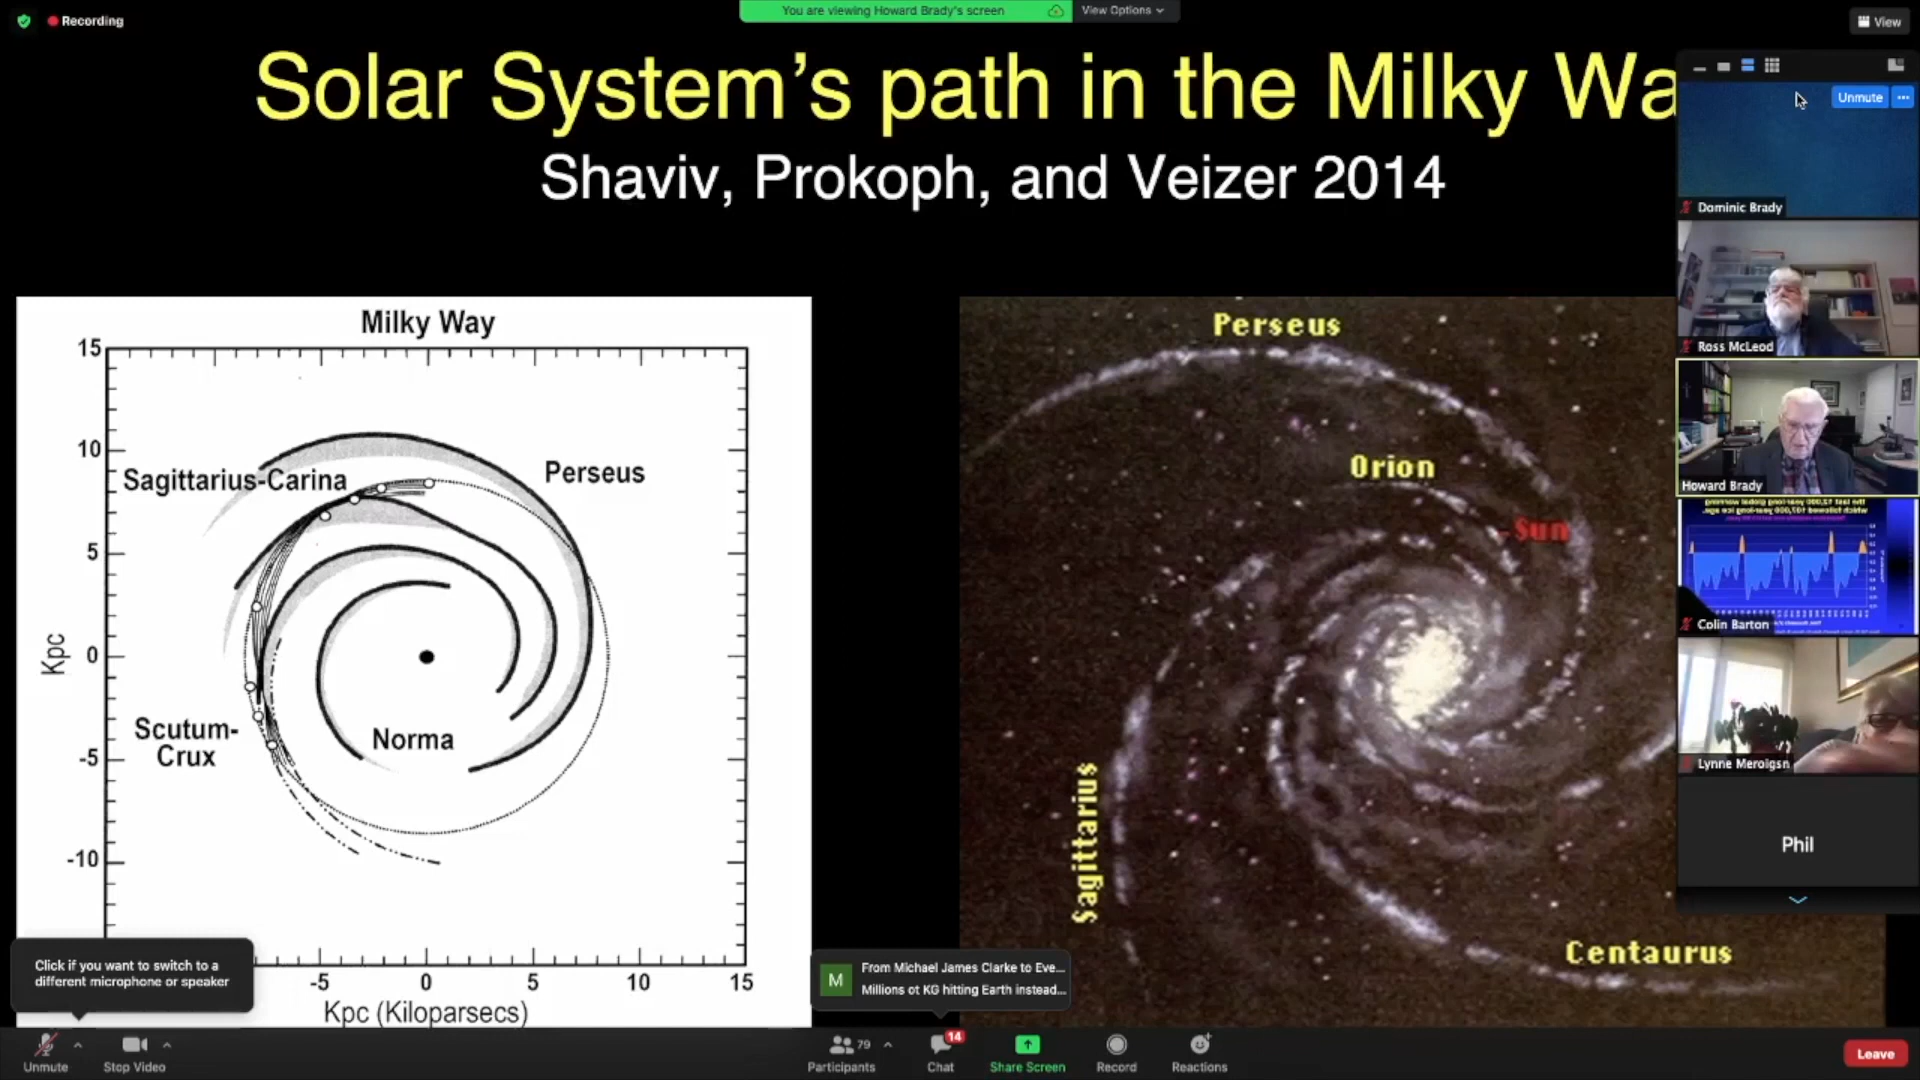 Recording
You are viewing Howard Brady's screen
View Options
View
Solar System's path in the Milky Wa
Shaviv, Prokoph, and Veizer 2014
Unmute
Dominic Brady
Ross McLeod
Howard Brady
Colin Barton
Lynne Meroigsn
Phil
Milky Way
15
10
5
0
-5
-10
Kpc
Sagittarius-Carina
Perseus
Scutum-
Crux
Norma
-5
0
5
10
15
Kpc (Kiloparsecs)
Perseus
Orion
-Sun
Sagittarius
Centaurus
Click if you want to switch to a
different microphone or speaker
M
From Michael James Clarke to Eve...
Millions ot KG hitting Earth instead...
Unmute
Stop Video
79
Participants
14
Chat
Share Screen
Record
Reactions
Leave